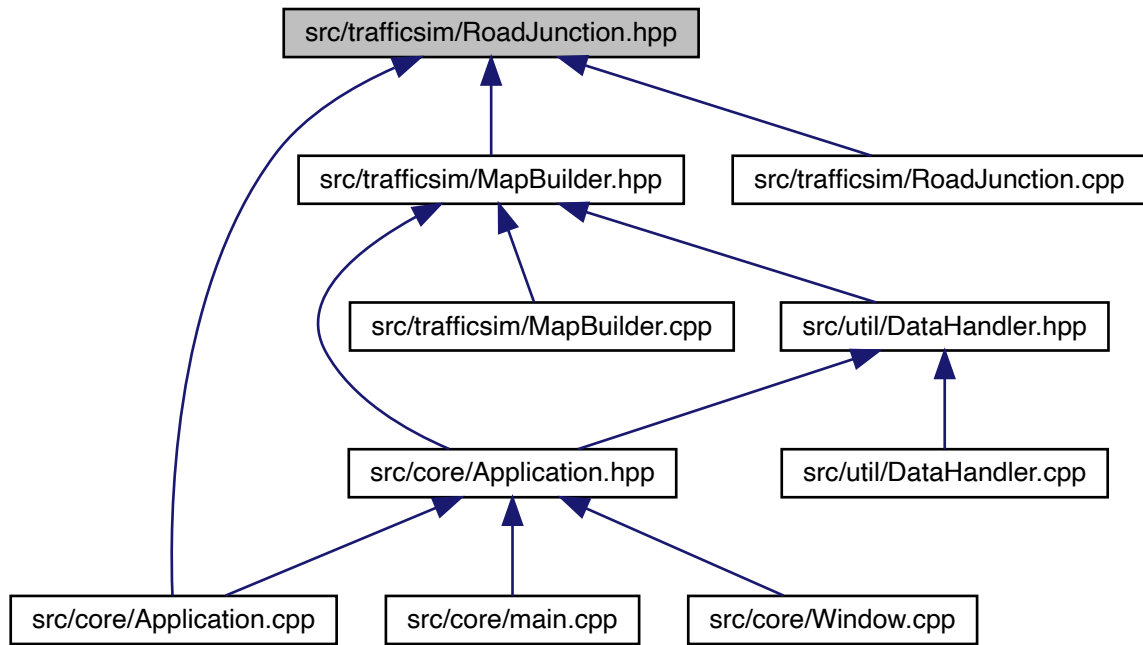 src/trafficsim/RoadJunction.hpp
src/trafficsim/MapBuilder.hpp
src/trafficsim/RoadJunction.cpp
src/trafficsim/MapBuilder.cpp
src/util/DataHandler.hpp
src/core/Application.hpp
src/util/DataHandler.cpp
src/core/Application.cpp
src/core/main.cpp
src/core/Window.cpp